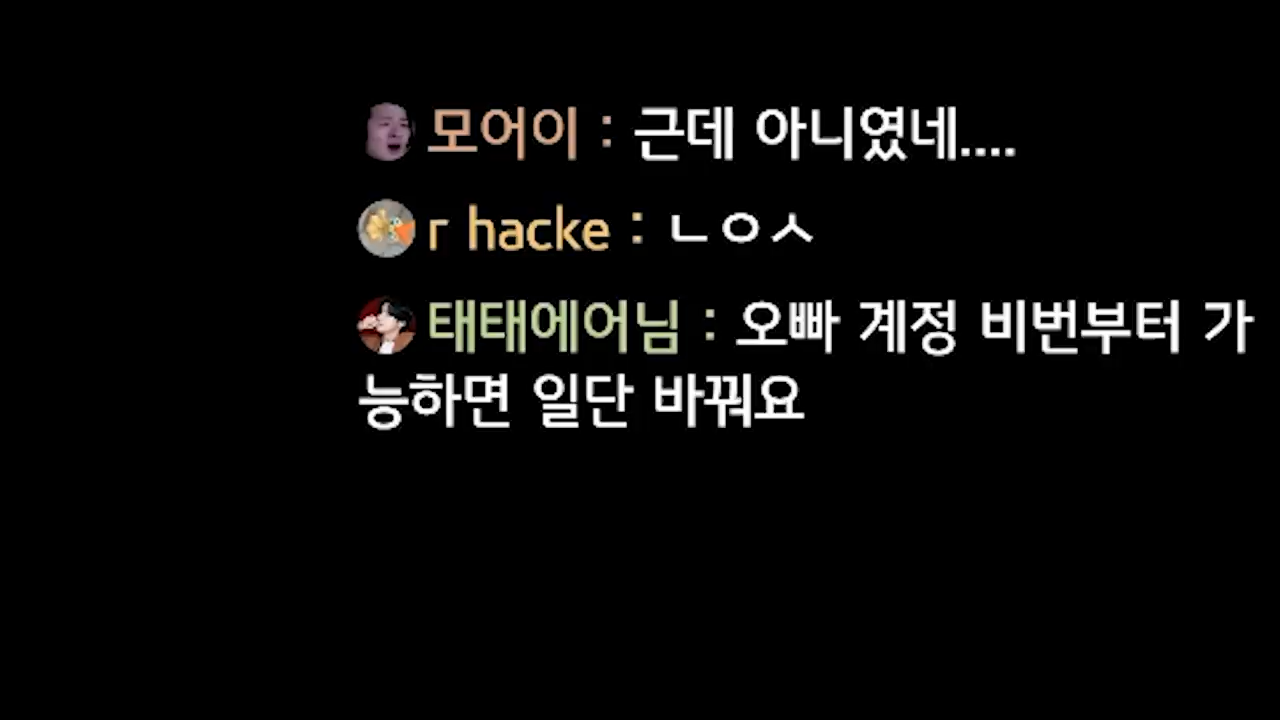 모어이 : 근데 아니였네....
r hacke : ㄴㅇㅅ
태태에어님 : 오빠 계정 비번부터 가
능하면 일단 바꿔요